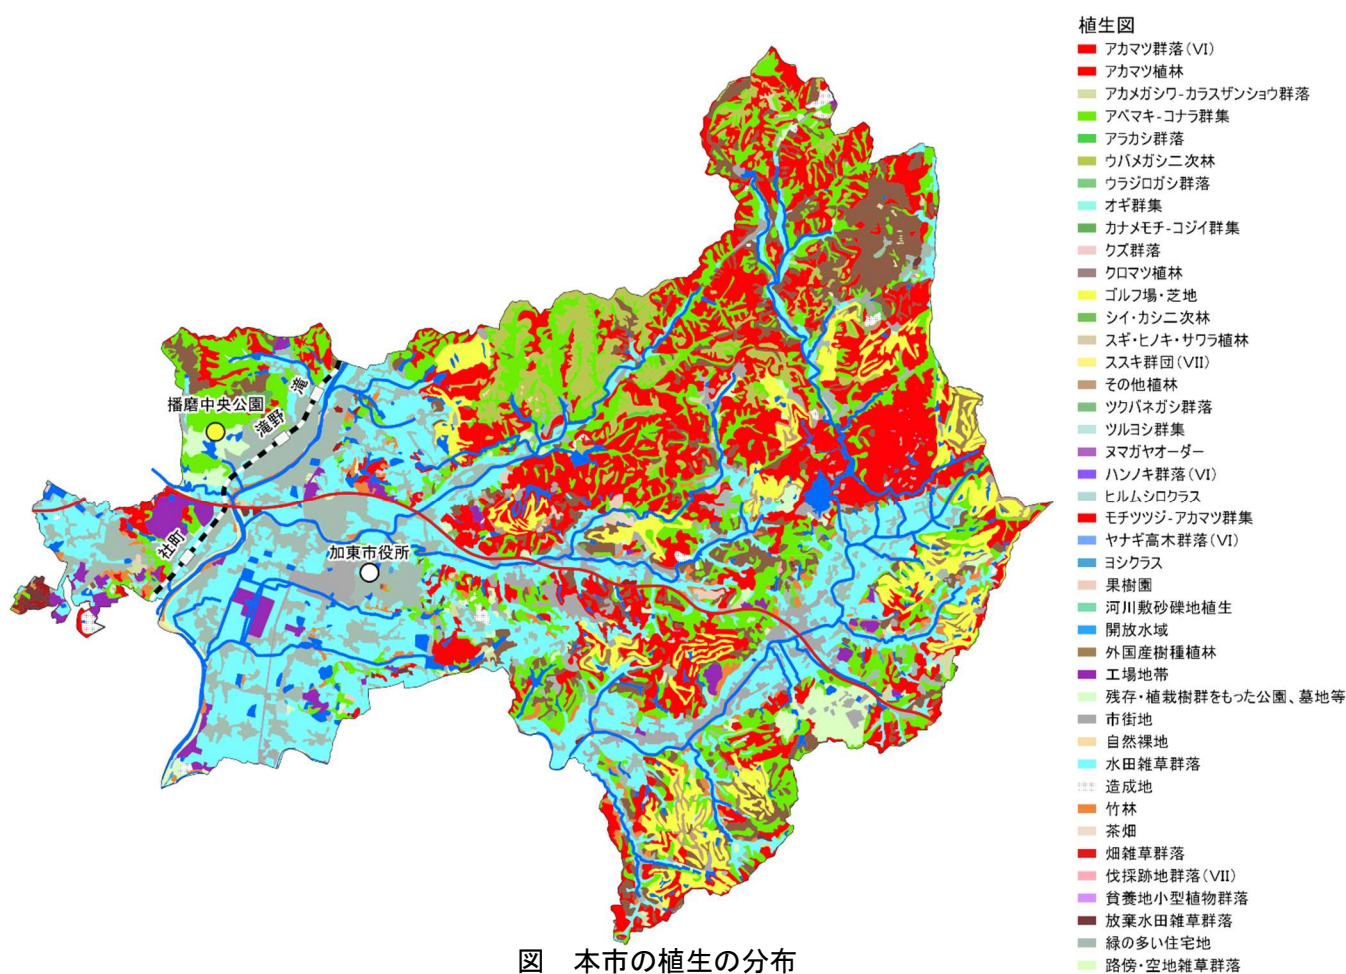 植生図
アカマツ群落(Ⅵ)
アカマツ植林
アカメガシワ-カラスザンショウ群落
アベマキ-コナラ群集
アラカシ群落
ウバメガシ二次林
ウラジロガシ群落
オギ群集
カナメモチ-コジイ群集
クズ群落
クロマツ植林
ゴルフ場・芝地
シイ・カシ二次林
スギ・ヒノキ・サワラ植林
ススキ群団(Ⅶ)
その他植林
ツクバネガシ群落
ツルヨシ群集
ヌマガヤオーダー
ハンノキ群落(Ⅵ)
ヒルムシロクラス
モチツツジ-アカマツ群集
ヤナギ高木群落(Ⅵ)
ヨシクラス
果樹園
河川敷砂礫地植生
開放水域
外国産樹種植林
工場地帯
残存・植栽樹群をもった公園、墓地等
市街地
自然裸地
水田雑草群落
造成地
竹林
茶畑
畑雑草群落
伐採跡地群落(Ⅶ)
貧養地小型植物群落
放棄水田雑草群落
緑の多い住宅地
路傍・空地雑草群落
播磨中央公園
滝
滝野
社町
加東市役所
図 本市の植生の分布